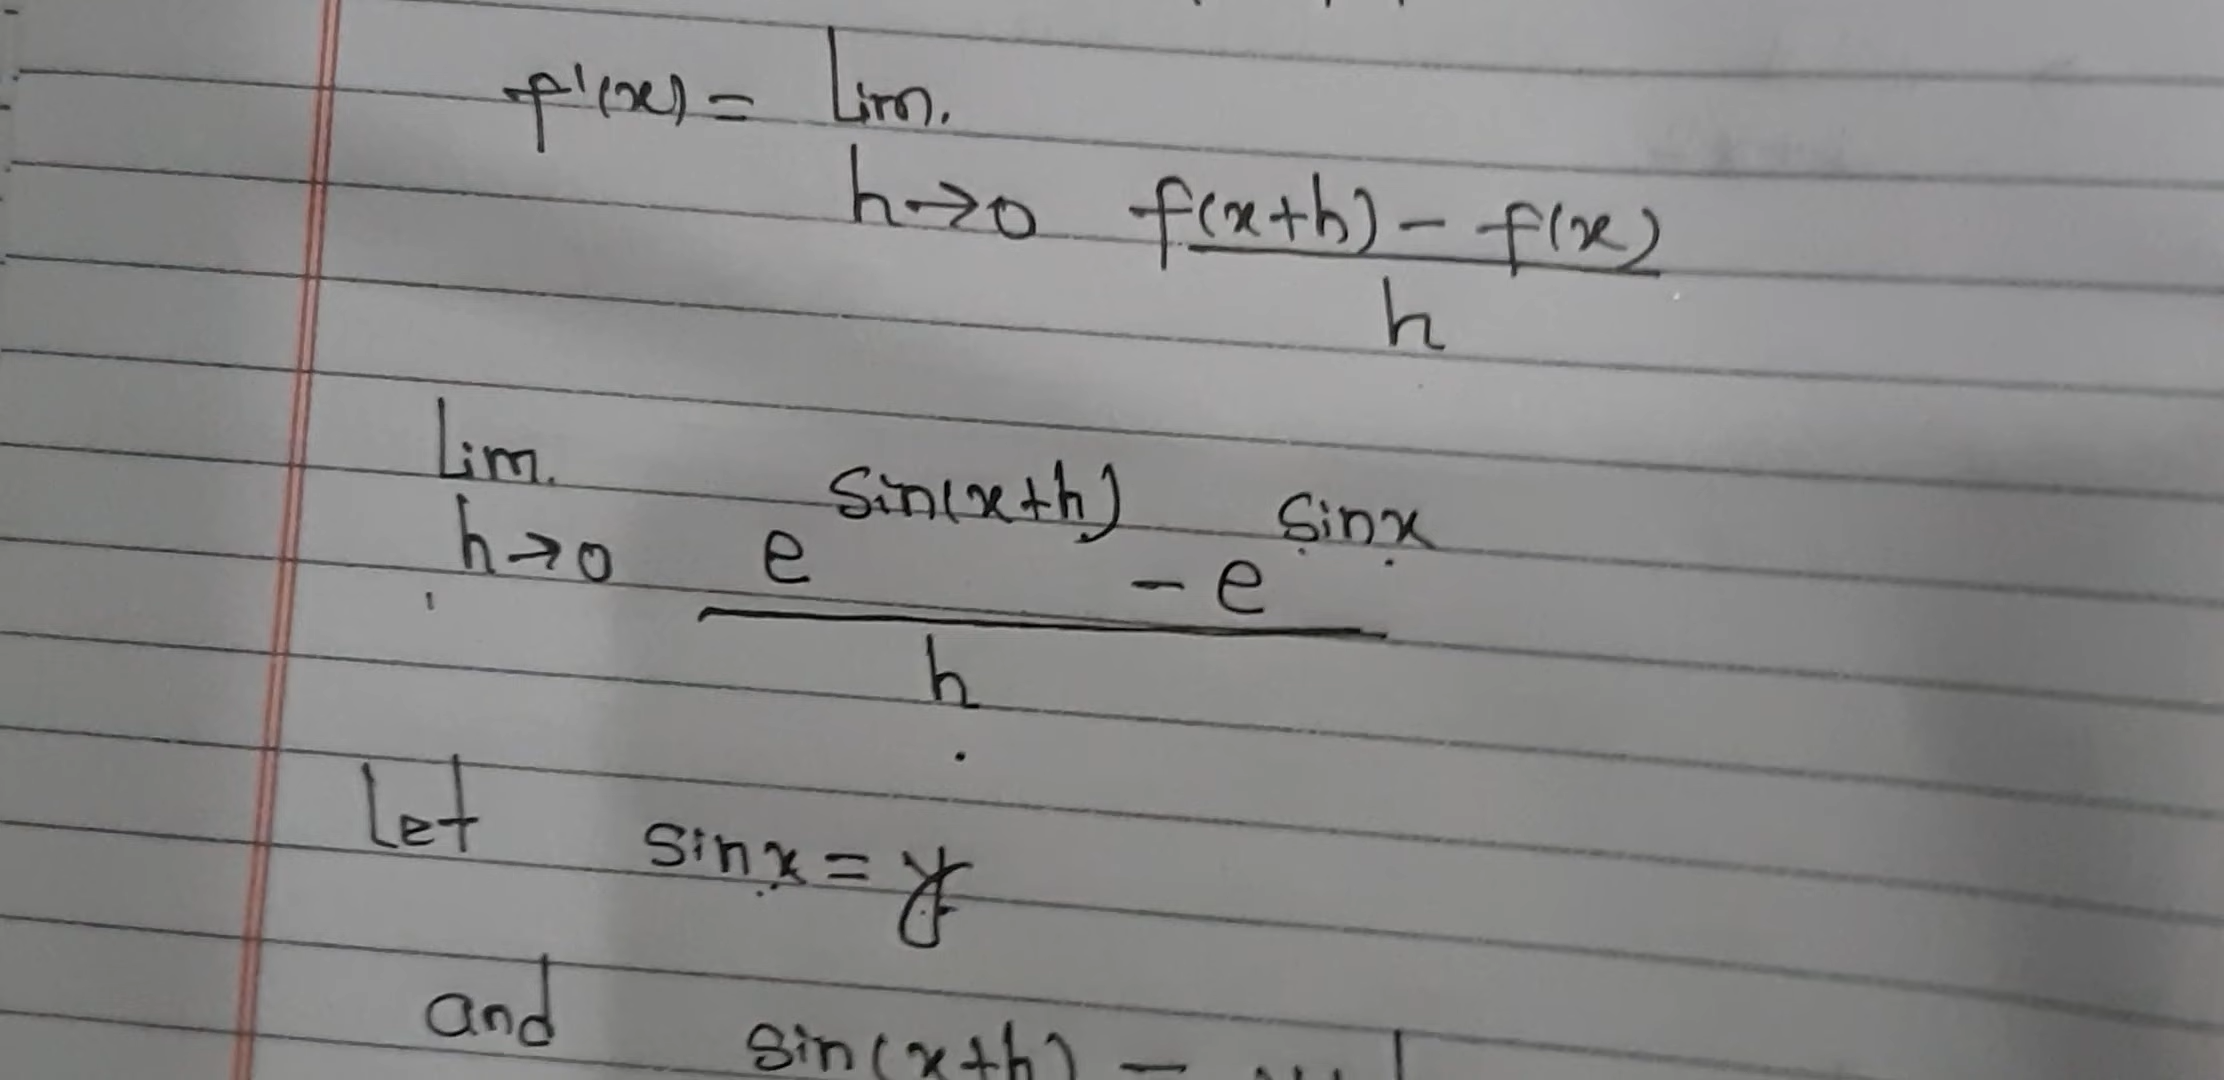 f'(x) = Lim.
h→0 f(x+h) - f(x)
h
Lim.
h→0 e^sin(x+h) - e^sinx
h
Let sinx = y
and sin(x+h) -